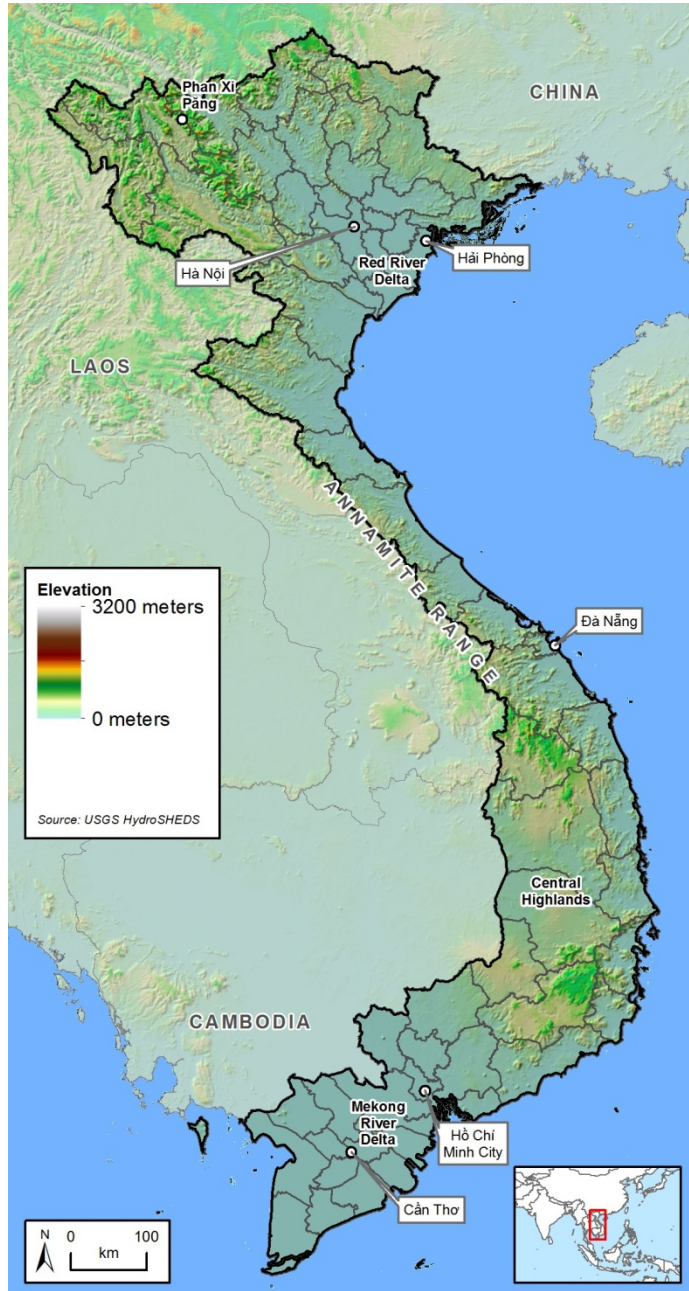 Phan Xi
Păng
CHINA
Hà Nội
Red River
Delta
Hải Phòng
LAOS
ANNAMITE RANGE
Elevation
3200 meters
0 meters
Source: USGS HydroSHEDS
Đà Nẵng
Central
Highlands
CAMBODIA
Mekong
River
Delta
Hồ Chí
Minh City
Cần Thơ
N
0 100
km